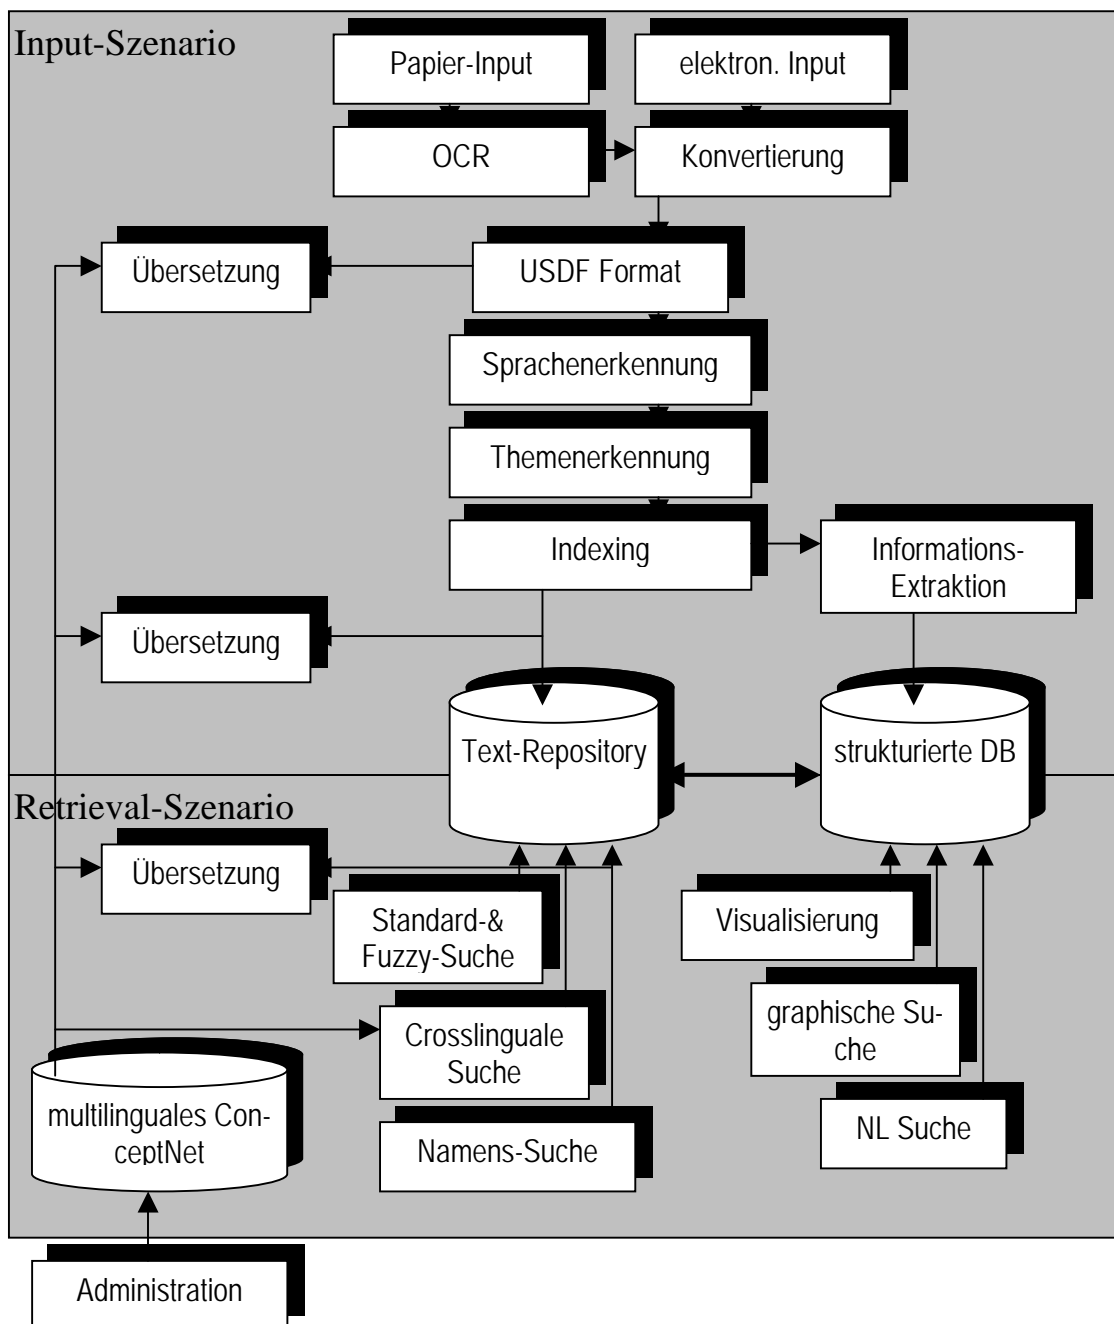 Input-Szenario
Papier-Input
elektron. Input
OCR
Konvertierung
Übersetzung
USDF Format
Sprachenerkennung
Themenerkennung
Indexing
Informations-
Extraktion
Übersetzung
Text-Repository
strukturierte DB
Retrieval-Szenario
Übersetzung
Standard-&
Fuzzy-Suche
Visualisierung
Crosslinguale
Suche
graphische Su-
che
multilinguales Con-
ceptNet
Namens-Suche
NL Suche
Administration